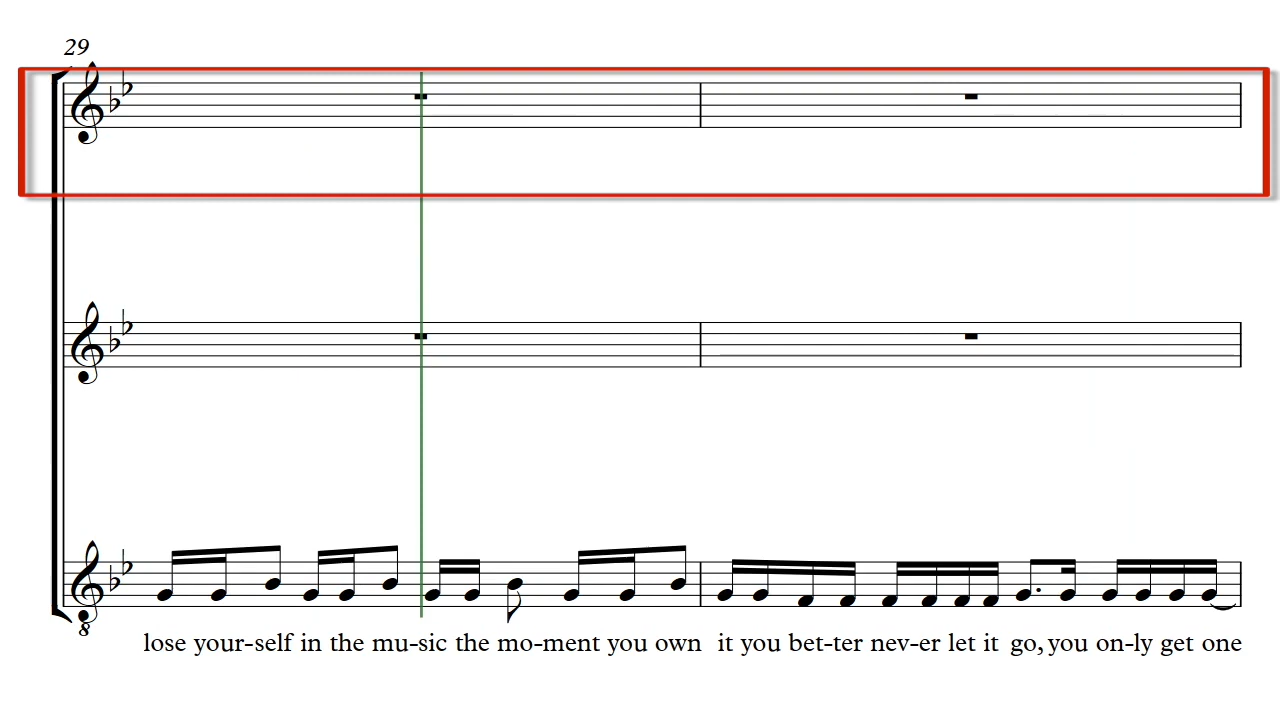 29
8
lose your-self in the mu-sic the mo-ment you own it you bet-ter nev-er let it go, you on-ly get one